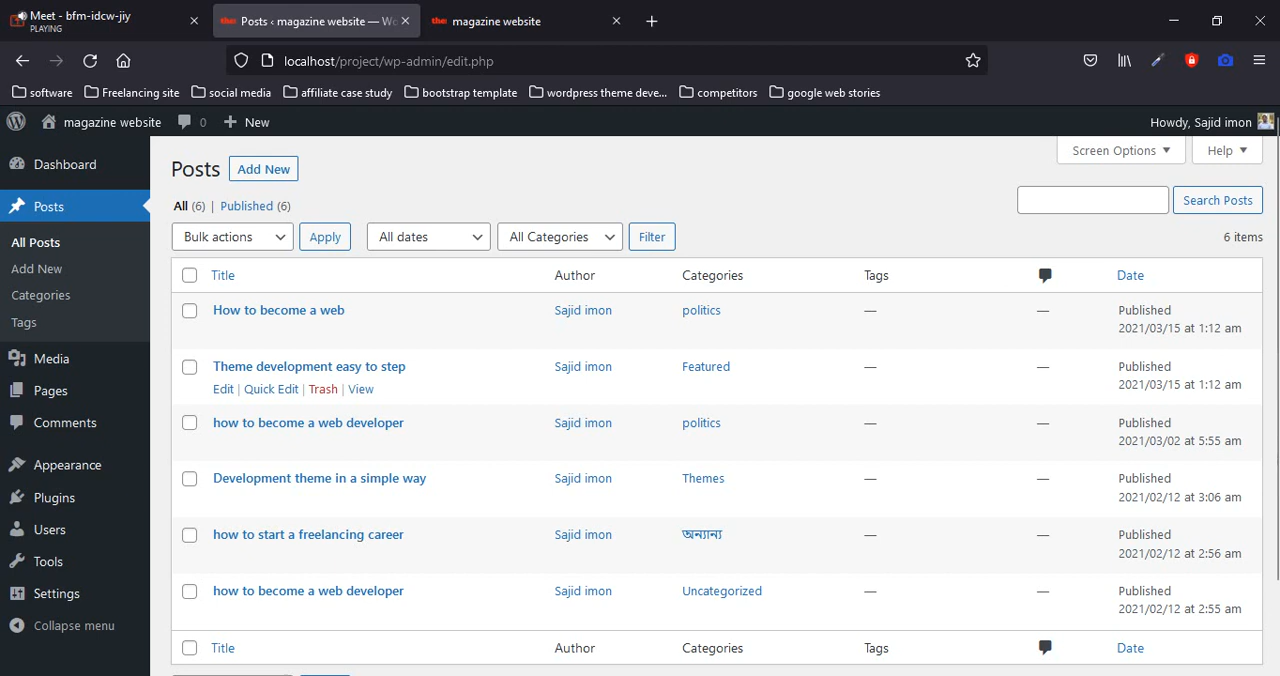 Meet - bfm-idcw-jiy
PLAYING
Posts ‹ magazine website — Wo
magazine website
localhost/project/wp-admin/edit.php
software Freelancing site social media affiliate case study bootstrap template wordpress theme deve... competitors google web stories
magazine website 0 New Howdy, Sajid imon
Dashboard
Posts
All Posts
Add New
Categories
Tags
Media
Pages
Comments
Appearance
Plugins
Users
Tools
Settings
Collapse menu
Screen Options Help
Posts Add New
All (6) | Published (6)
Search Posts
Bulk actions Apply All dates All Categories Filter
6 items
Title Author Categories Tags Date
How to become a web Sajid imon politics — — Published
2021/03/15 at 1:12 am
Theme development easy to step Sajid imon Featured — — Published
Edit | Quick Edit | Trash | View 2021/03/15 at 1:12 am
how to become a web developer Sajid imon politics — — Published
2021/03/02 at 5:55 am
Development theme in a simple way Sajid imon Themes — — Published
2021/02/12 at 3:06 am
how to start a freelancing career Sajid imon অন্যান্য — — Published
2021/02/12 at 2:56 am
how to become a web developer Sajid imon Uncategorized — — Published
2021/02/12 at 2:55 am
Title Author Categories Tags Date